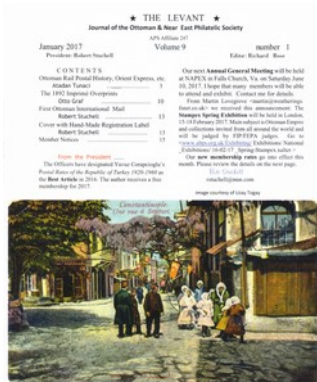 ★ THE LEVANT ★
Journal of the Ottoman & Near East Philatelic Society
APS Affiliate 247
January 2017 Volume 9 number 1
President: Robert Stuchell Editor: Richard Rose
CONTENTS
Ottoman Rail Postal History, Orient Express, etc.
Atadan Tunaci 3
The 1892 Imprimé Overprints
Otto Graf 10
First Ottoman International Mail
Robert Stuchell 13
Cover with Hand-Made Registration Label
Robert Stuchell 13
Member Notices 15
From the President
The Officers have designated Yavuz Çorapçioglu's
Postal Rates of the Republic of Turkey 1920-1960 as
the Best Article in 2016. The author receives a free
membership for 2017.
Our next Annual General Meeting will be held
at NAPEX in Falls Church, Va. on Saturday June
10, 2017. I hope that many members will be able
to attend and exhibit. Contact me for details.
From Martin Lovegrove
we received this announcement: The
Stampex Spring Exhibition will be held in London,
15-18 February 2017. Main subject is Ottoman Empire
and collections invited from all around the world and
will be judged by FIP/FEPA judges. Go to
Exhibitions/ National
Our new membership rates go into effect this
month. Please review the details on the next page.
Bob Stuchell
rstuchell@msn.com
image courtesy of Uzay Togay
Constantinople.
Une rue à Scutari.